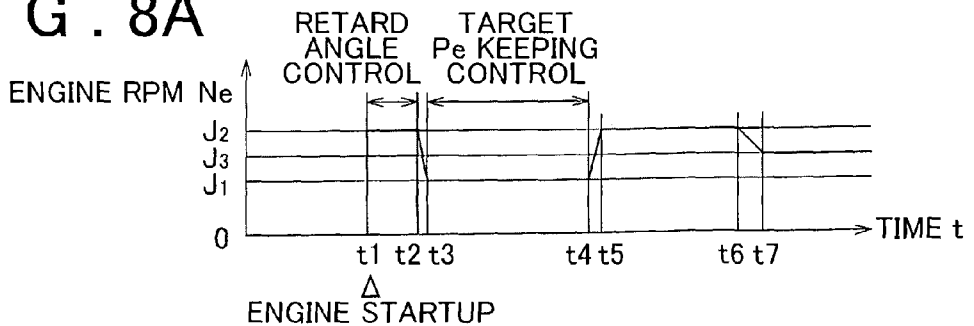 G . 8A
RETARD ANGLE CONTROL
TARGET Pe KEEPING CONTROL
ENGINE RPM Ne
J2
J3
J1
0
t1 t2 t3 t4 t5 t6 t7
TIME t
Δ
ENGINE STARTUP